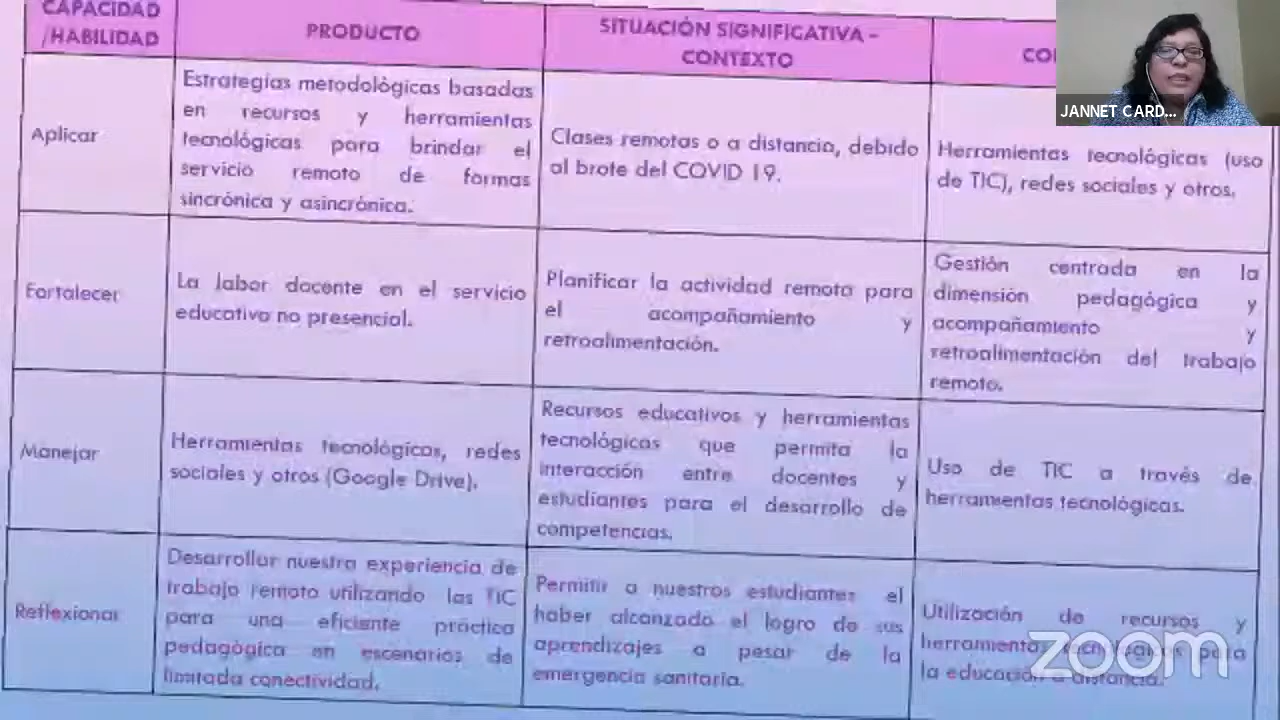 CAPACIDAD
/HABILIDAD
PRODUCTO
SITUACIÓN SIGNIFICATIVA –
CONTEXTO
JANNET CARD...
Aplicar
Estrategias metodológicas basadas
en recursos y herramientas
tecnológicas para brindar el
servicio remoto de formas
sincrónica y asincrónica.
Clases remotas o a distancia, debido
al brote del COVID 19.
Herramientas tecnológicas (uso
de TIC), redes sociales y otros.
Fortalecer
La labor docente en el servicio
educativo no presencial.
Planificar la actividad remota para
el acompañamiento y
retroalimentación.
Gestión centrada en la
dimensión pedagógica y
acompañamiento y
retroalimentación del trabajo
remoto.
Manejar
Herramientas tecnológicas, redes
sociales y otros (Google Drive).
Recursos educativos y herramientas
tecnológicas que permita la
interacción entre docentes y
estudiantes para el desarrollo de
competencias.
Uso de TIC a través de
herramientas tecnológicas.
Reflexionar
Desarrollar nuestra experiencia de
trabajo remoto utilizando las TIC
para una eficiente práctica
pedagógica en escenarios de
limitada conectividad.
Permitir a nuestros estudiantes el
haber alcanzado el logro de sus
aprendizajes a pesar de la
emergencia sanitaria.
Utilización de recursos y
herramientas tecnológicas para
la educación a distancia.
zoom